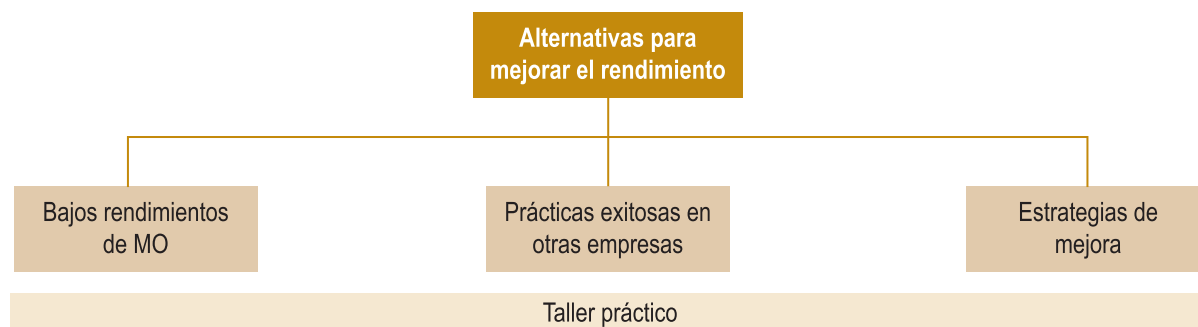 Alternativas para
mejorar el rendimiento
Bajos rendimientos
de MO
Prácticas exitosas en
otras empresas
Estrategias de
mejora
Taller práctico